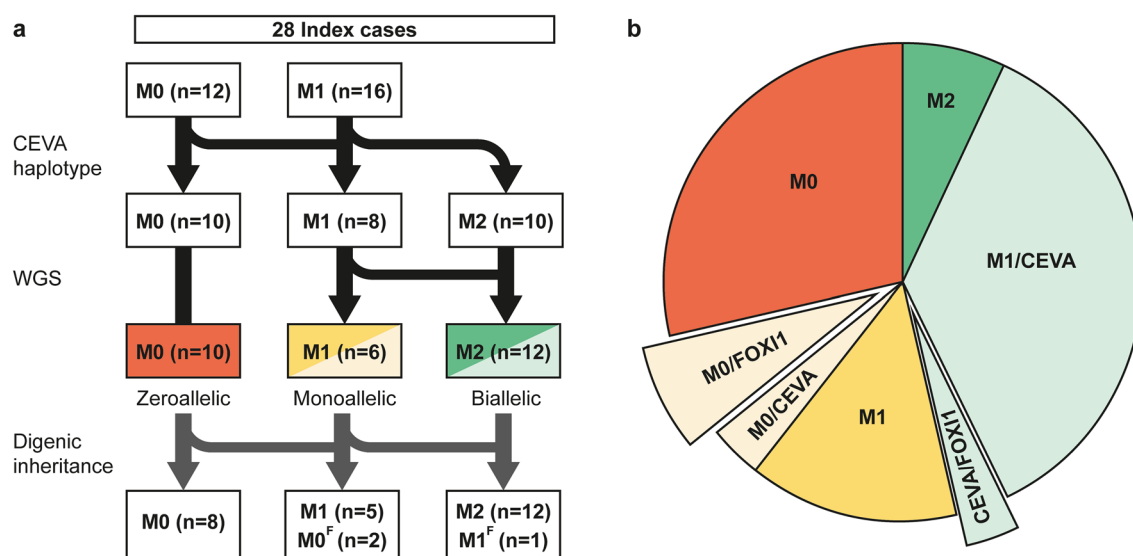 a
28 Index cases
M0 (n=12)
M1 (n=16)
CEVA
haplotype
M0 (n=10)
M1 (n=8)
M2 (n=10)
WGS
M0 (n=10)
M1 (n=6)
M2 (n=12)
Zeroallelic
Monoallelic
Biallelic
Digenic
inheritance
M0 (n=8)
M1 (n=5)
M0F (n=2)
M2 (n=12)
M1F (n=1)
b
M2
M0
M1/CEVA
M0/FOXI1
M0/CEVA
M1
CEVA/FOXI1